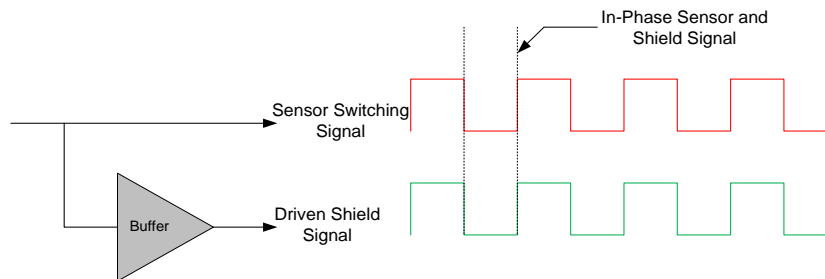 In-Phase Sensor and
Shield Signal
Sensor Switching
Signal
Buffer
Driven Shield
Signal